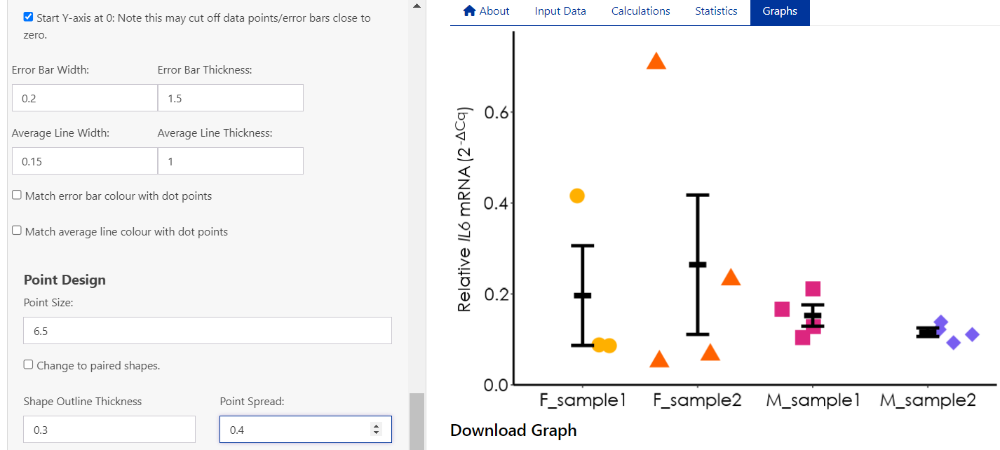 Start Y-axis at 0: Note this may cut off data points/error bars close to
zero.
Error Bar Width: Error Bar Thickness:
0.2 1.5
Average Line Width: Average Line Thickness:
0.15 1
Match error bar colour with dot points
Match average line colour with dot points
Point Design
Point Size:
6.5
Change to paired shapes.
Shape Outline Thickness Point Spread:
0.3 0.4
About Input Data Calculations Statistics Graphs
Relative IL6 mRNA (2^-ΔCq)
0.6
0.4
0.2
0.0
F_sample1 F_sample2 M_sample1 M_sample2
Download Graph